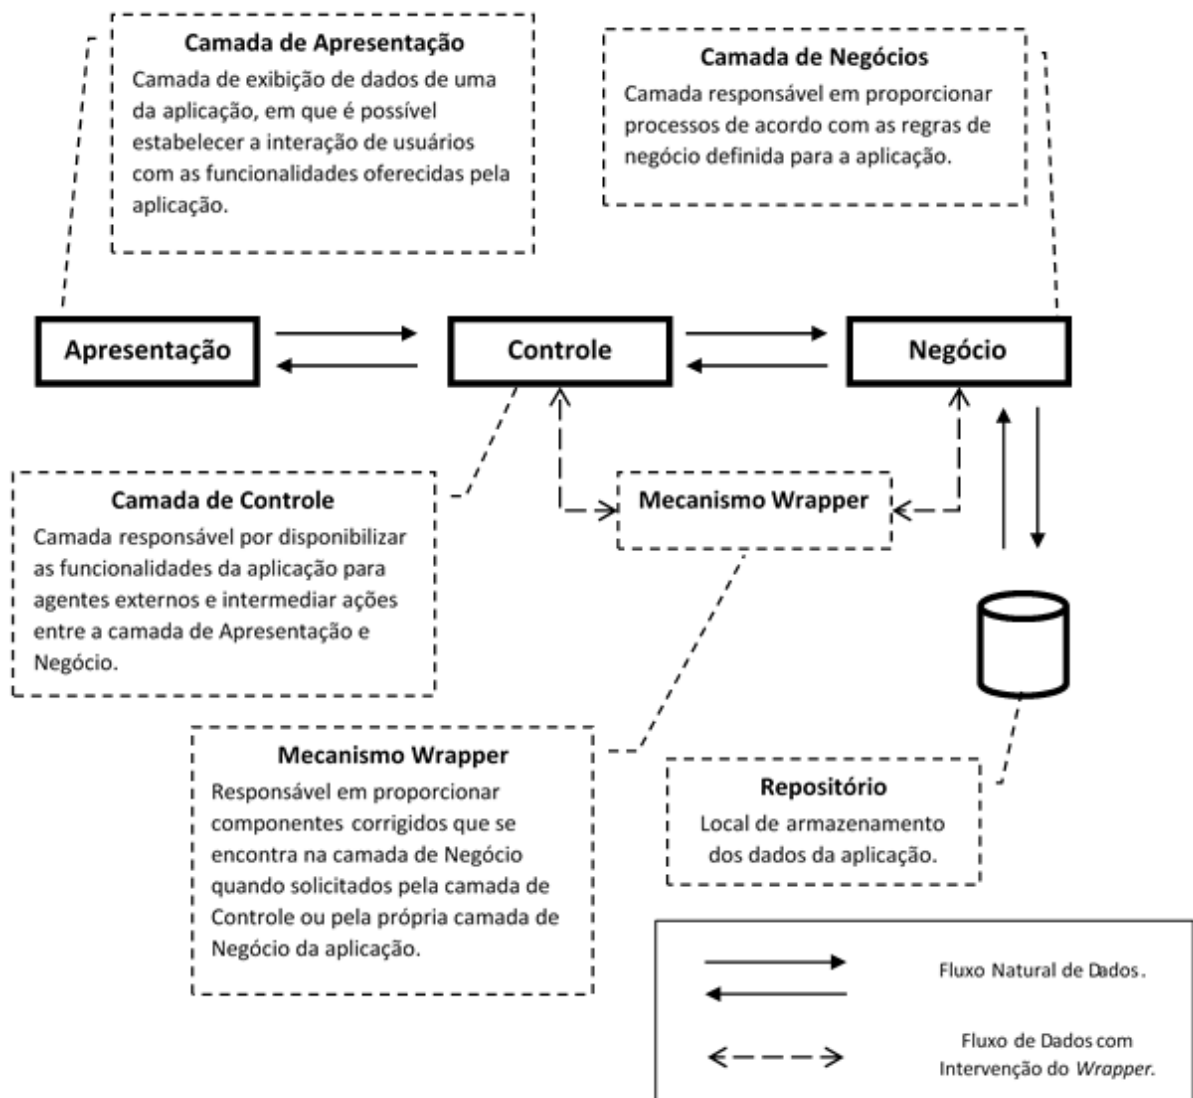 Camada de Apresentação
Camada de exibição de dados de uma
da aplicação, em que é possível
estabelecer a interação de usuários
com as funcionalidades oferecidas pela
aplicação.
Camada de Negócios
Camada responsável em proporcionar
processos de acordo com as regras de
negócio definida para a aplicação.
Apresentação
Controle
Negócio
Camada de Controle
Camada responsável por disponibilizar
as funcionalidades da aplicação para
agentes externos e intermediar ações
entre a camada de Apresentação e
Negócio.
Mecanismo Wrapper
Mecanismo Wrapper
Responsável em proporcionar
componentes corrigidos que se
encontra na camada de Negócio
quando solicitados pela camada de
Controle ou pela própria camada de
Negócio da aplicação.
Repositório
Local de armazenamento
dos dados da aplicação.
Fluxo Natural de Dados.
Fluxo de Dados com
Intervenção do Wrapper.